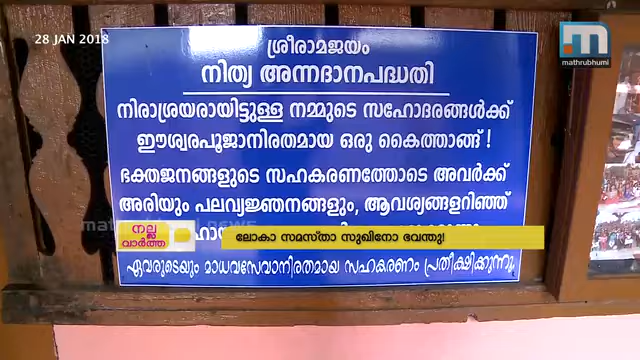 28 JAN 2018
mathrubhumi
ശ്രീരാമജയം
നിത്യ അന്നദാനപദ്ധതി
നിരാശ്രയരായിട്ടുള്ള നമ്മുടെ സഹോദരങ്ങൾക്ക്
ഈശ്വരപൂജാനിരതമായ ഒരു കൈത്താങ്ങ് !
ഭക്തജനങ്ങളുടെ സഹകരണത്തോടെ അവർക്ക്
അരിയും പലവ്യജ്ഞനങ്ങളും, ആവശ്യങ്ങളറിഞ്ഞ്
നല്ല വാർത്ത
ലോകാ സമസ്താ സുഖിനോ ഭവന്തു!
ഏവരുടെയും മാധവസേവാനിരതമായ സഹകരണം പ്രതീക്ഷിക്കുന്നു.